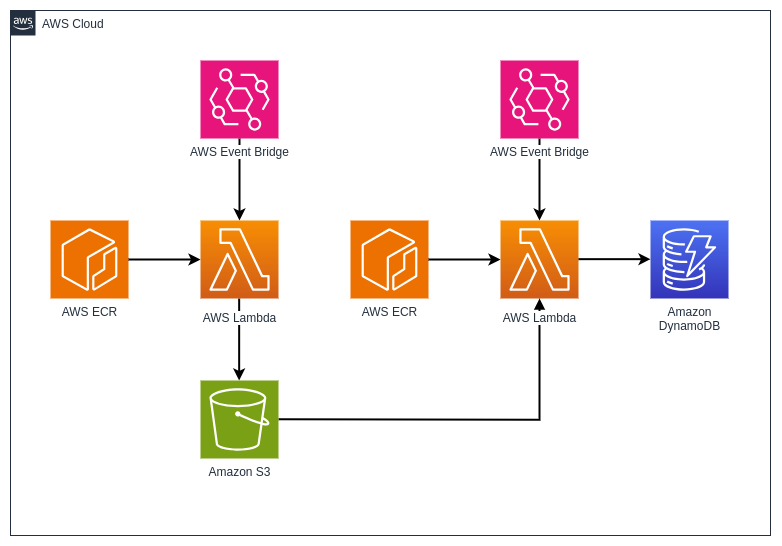 aws
AWS Cloud
AWS Event Bridge
AWS Event Bridge
AWS ECR
AWS Lambda
AWS ECR
AWS Lambda
Amazon
DynamoDB
Amazon S3